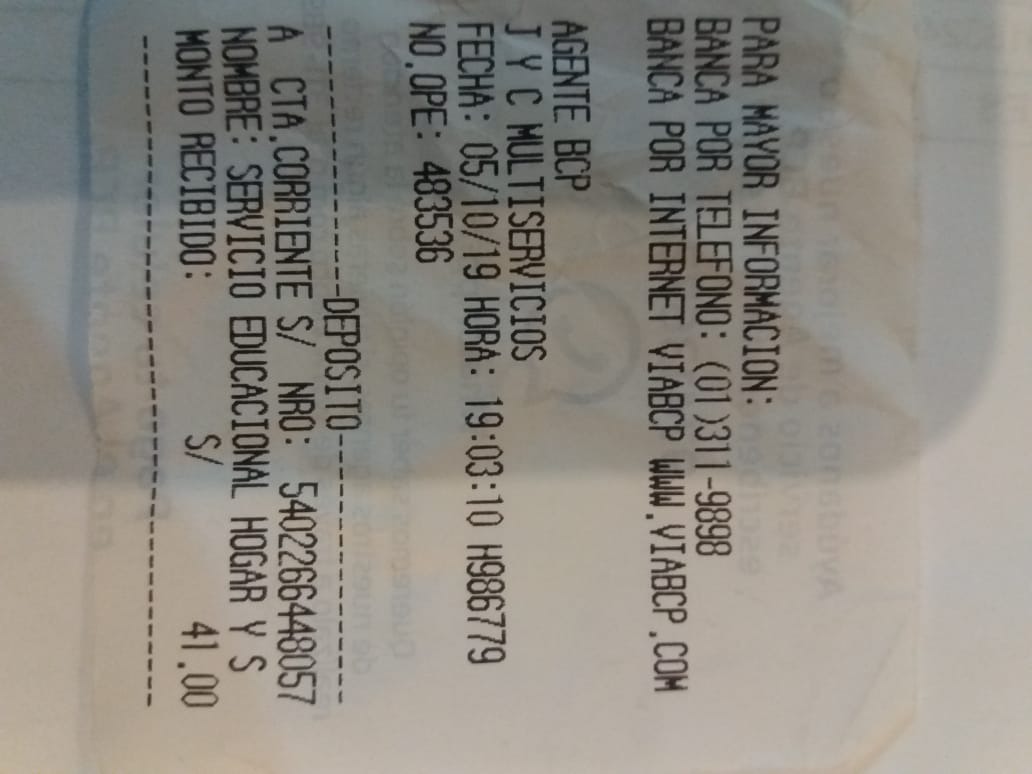 PARA MAYOR INFORMACION:
BANCA POR TELEFONO: (01)311-9898
BANCA POR INTERNET VIABCP WWW.VIABCP.COM
AGENTE BCP
J Y C MULTISERVICIOS
FECHA: 05/10/19 HORA: 19:03:10 H986779
NO.OPE: 483536
-----------------DEPOSITO-----------------
A CTA.CORRIENTE S/ NRO: 5402266448057
NOMBRE: SERVICIO EDUCACIONAL HOGAR Y S
MONTO RECIBIDO: S/ 41.00
------------------------------------------